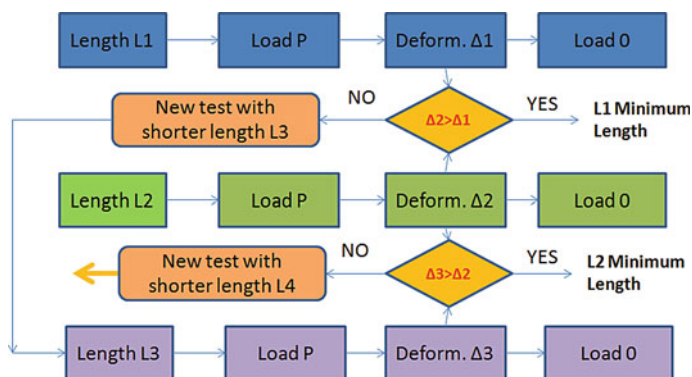 Length L1
Load P
Deform. Δ1
Load 0
New test with
shorter length L3
NO
Δ2>Δ1
YES
L1 Minimum
Length
Length L2
Load P
Deform. Δ2
Load 0
New test with
shorter length L4
NO
Δ3>Δ2
YES
L2 Minimum
Length
Length L3
Load P
Deform. Δ3
Load 0